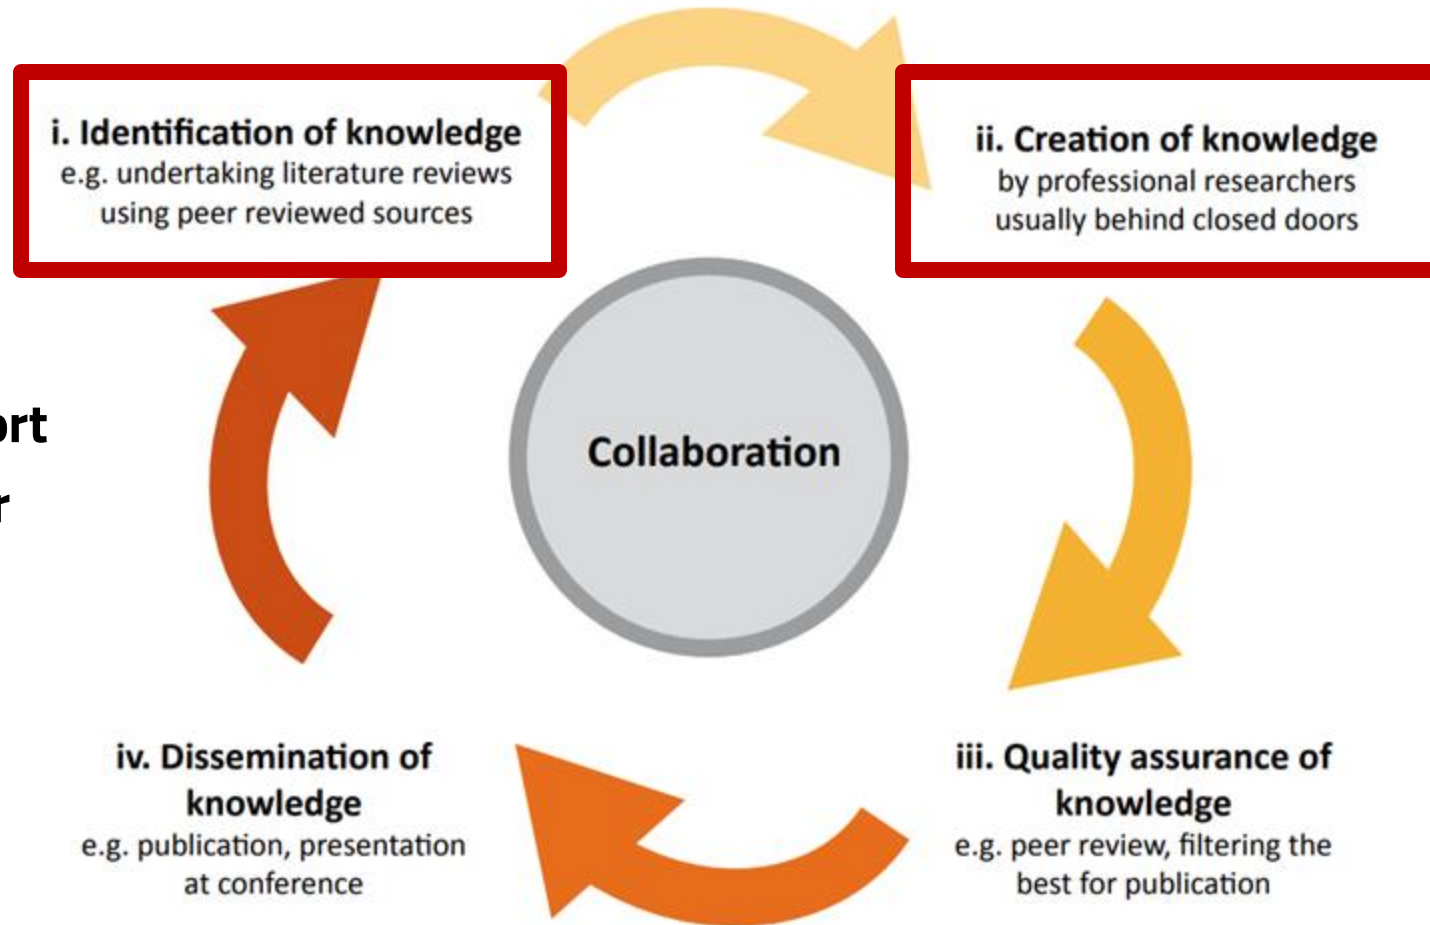 i. Identification of knowledge
e.g. undertaking literature reviews
using peer reviewed sources
ii. Creation of knowledge
by professional researchers
usually behind closed doors
Collaboration
iii. Quality assurance of
knowledge
e.g. peer review, filtering the
best for publication
iv. Dissemination of
knowledge
e.g. publication, presentation
at conference